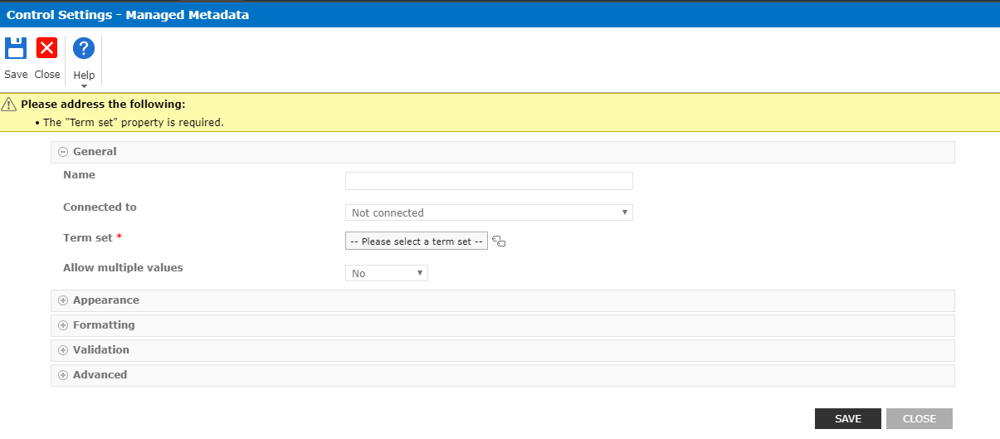 Control Settings - Managed Metadata
Save Close Help
Please address the following:
• The "Term set" property is required.
General
Name
Connected to Not connected
Term set * -- Please select a term set --
Allow multiple values No
Appearance
Formatting
Validation
Advanced
SAVE CLOSE